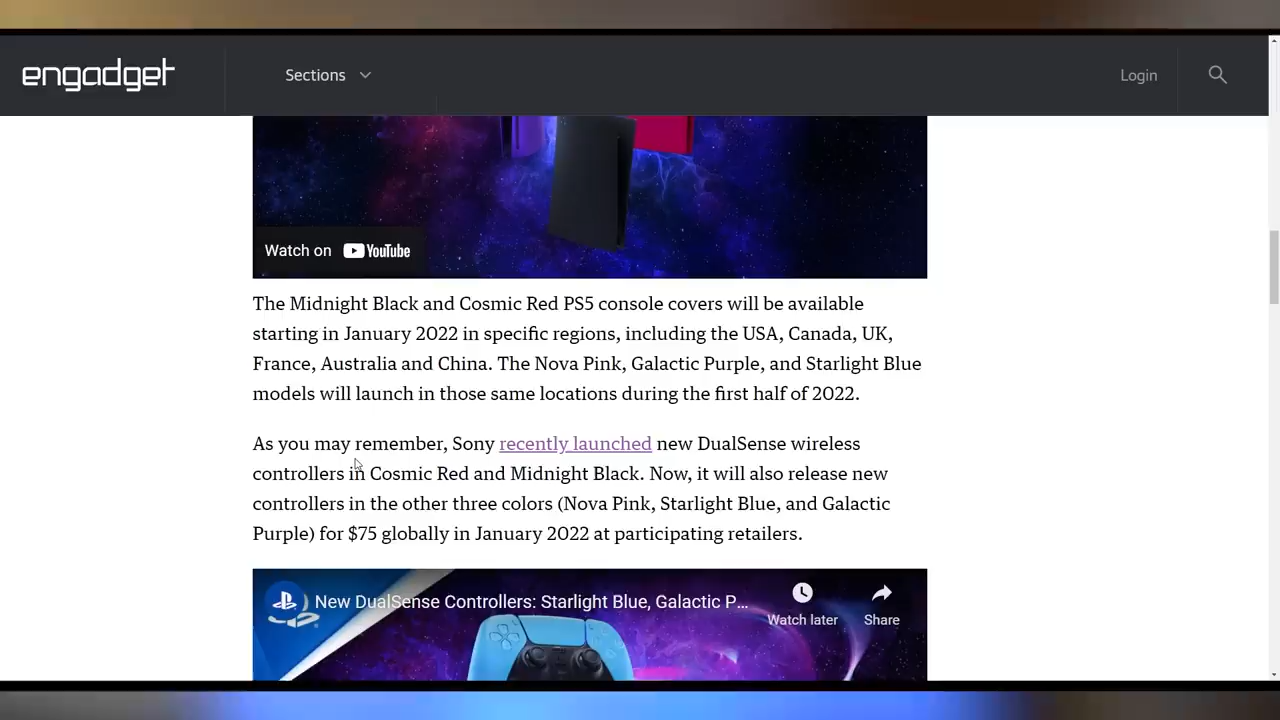 engadget
Sections
Login
Watch on YouTube
The Midnight Black and Cosmic Red PS5 console covers will be available
starting in January 2022 in specific regions, including the USA, Canada, UK,
France, Australia and China. The Nova Pink, Galactic Purple, and Starlight Blue
models will launch in those same locations during the first half of 2022.
As you may remember, Sony recently launched new DualSense wireless
controllers in Cosmic Red and Midnight Black. Now, it will also release new
controllers in the other three colors (Nova Pink, Starlight Blue, and Galactic
Purple) for $75 globally in January 2022 at participating retailers.
New DualSense Controllers: Starlight Blue, Galactic P...
Watch later
Share